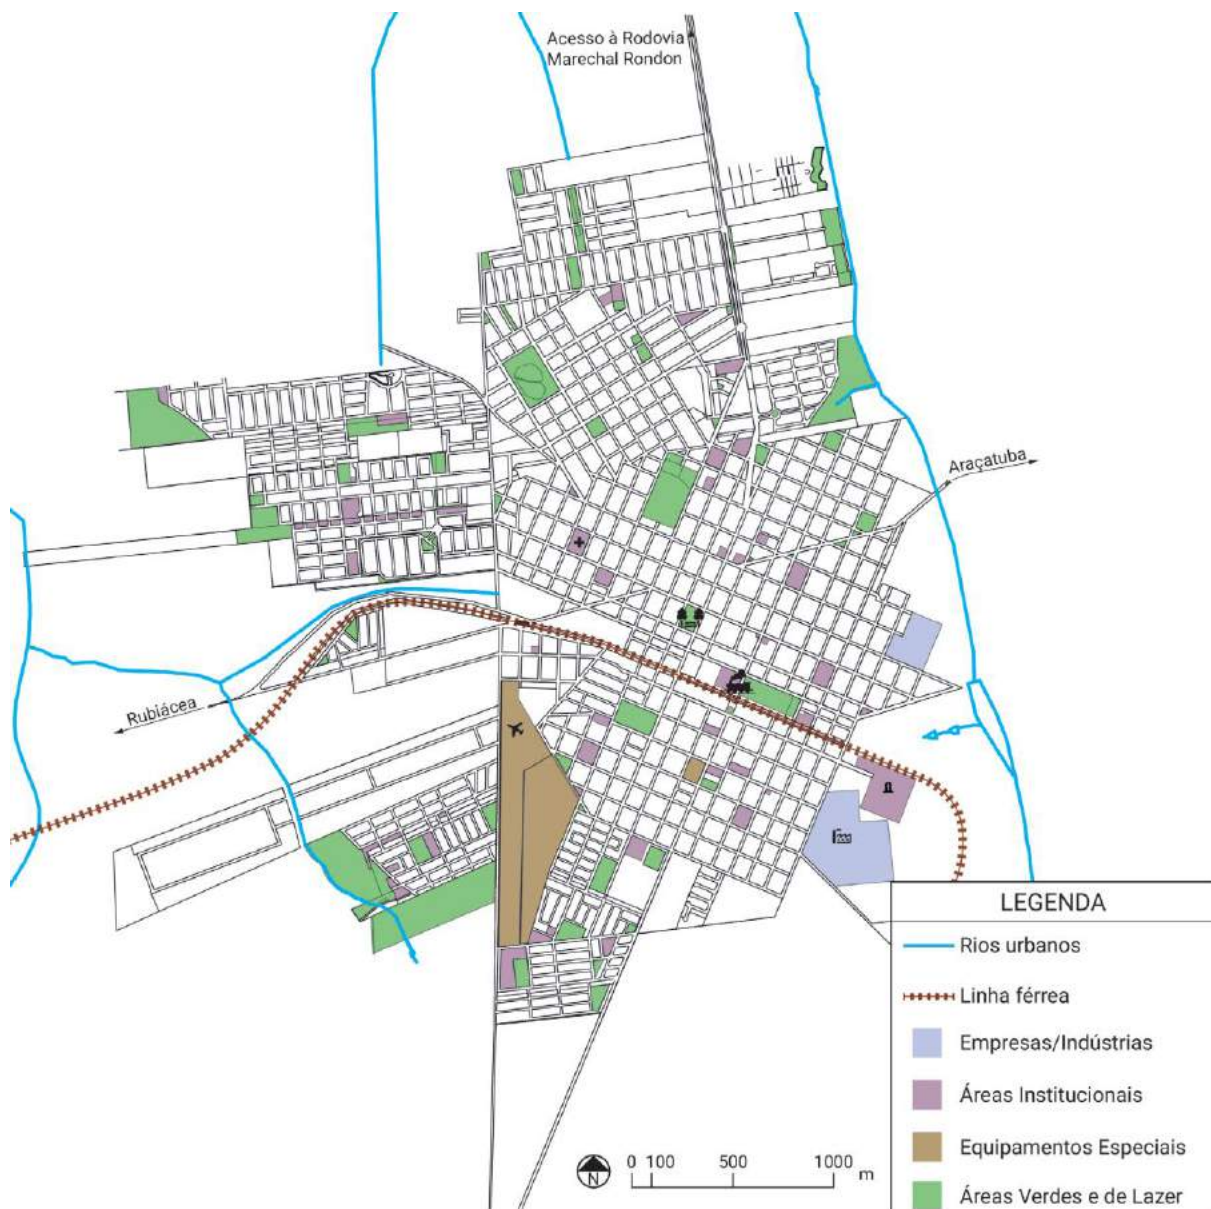 Acesso à Rodovia
Marechal Rondon
Araçatuba
Rubiácea
LEGENDA
Rios urbanos
Linha férrea
Empresas/Indústrias
Áreas Institucionais
Equipamentos Especiais
Áreas Verdes e de Lazer
N
0 100 500 1000 m